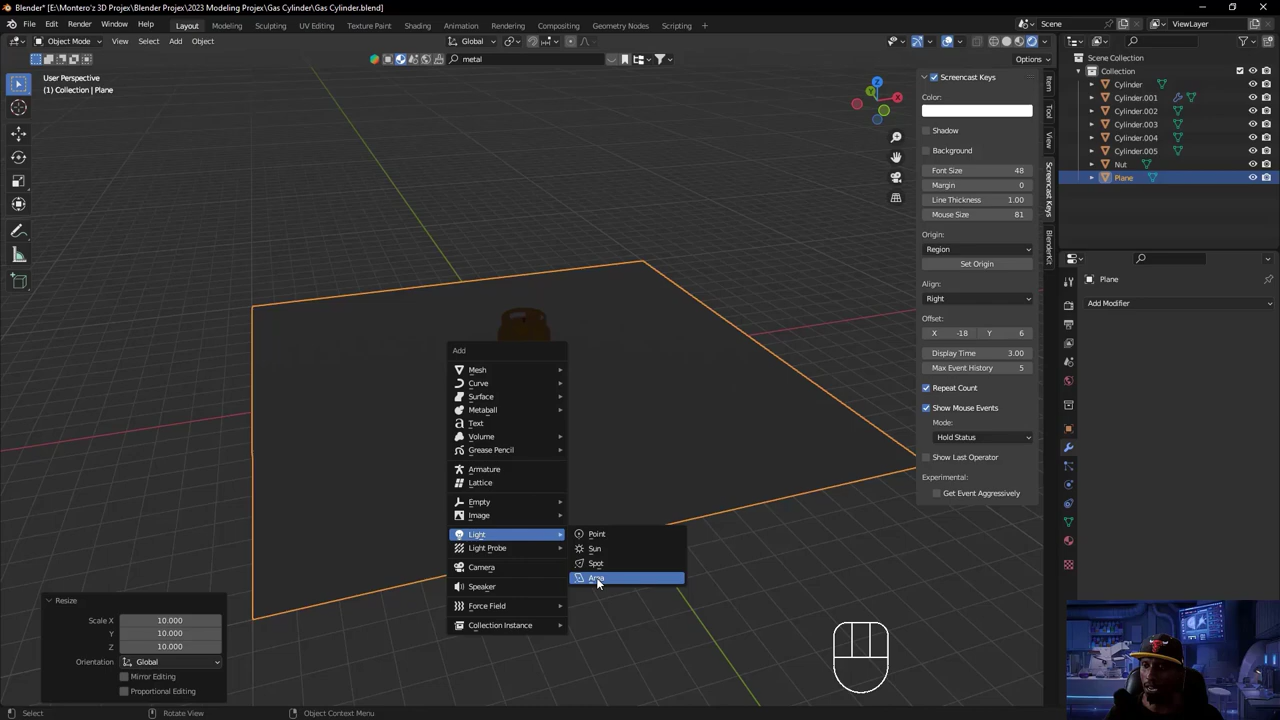 Blender* [E:\Montero'z 3D Projex\Blender Projex\2023 Modeling Projex\Gas Cylinder\Gas Cylinder.blend]
File Edit Render Window Help
Layout Modeling Sculpting UV Editing Texture Paint Shading Animation Rendering Compositing Geometry Nodes Scripting +
Scene
ViewLayer
Object Mode View Select Add Object
Global
metal
Options
User Perspective
(1) Collection | Plane
Add
Mesh
Curve
Surface
Metaball
Text
Volume
Grease Pencil
Armature
Lattice
Empty
Image
Light
Light Probe
Camera
Speaker
Force Field
Collection Instance
Point
Sun
Spot
Area
Resize
Scale X 10.000
Y 10.000
Z 10.000
Orientation Global
Mirror Editing
Proportional Editing
Screencast Keys
Color:
Shadow
Background
Font Size 48
Margin 0
Line Thickness 1.00
Mouse Size 81
Origin:
Region
Set Origin
Align:
Right
Offset:
X -18 Y 6
Display Time 3.00
Max Event History 5
Repeat Count
Show Mouse Events
Mode:
Hold Status
Show Last Operator
Experimental:
Get Event Aggressively
Item
Tool
View
Screencast Keys
BlenderKit
Scene Collection
Collection
Cylinder
Cylinder.001
Cylinder.002
Cylinder.003
Cylinder.004
Cylinder.005
Nut
Plane
Plane
Add Modifier
Select
Rotate View
Object Context Menu